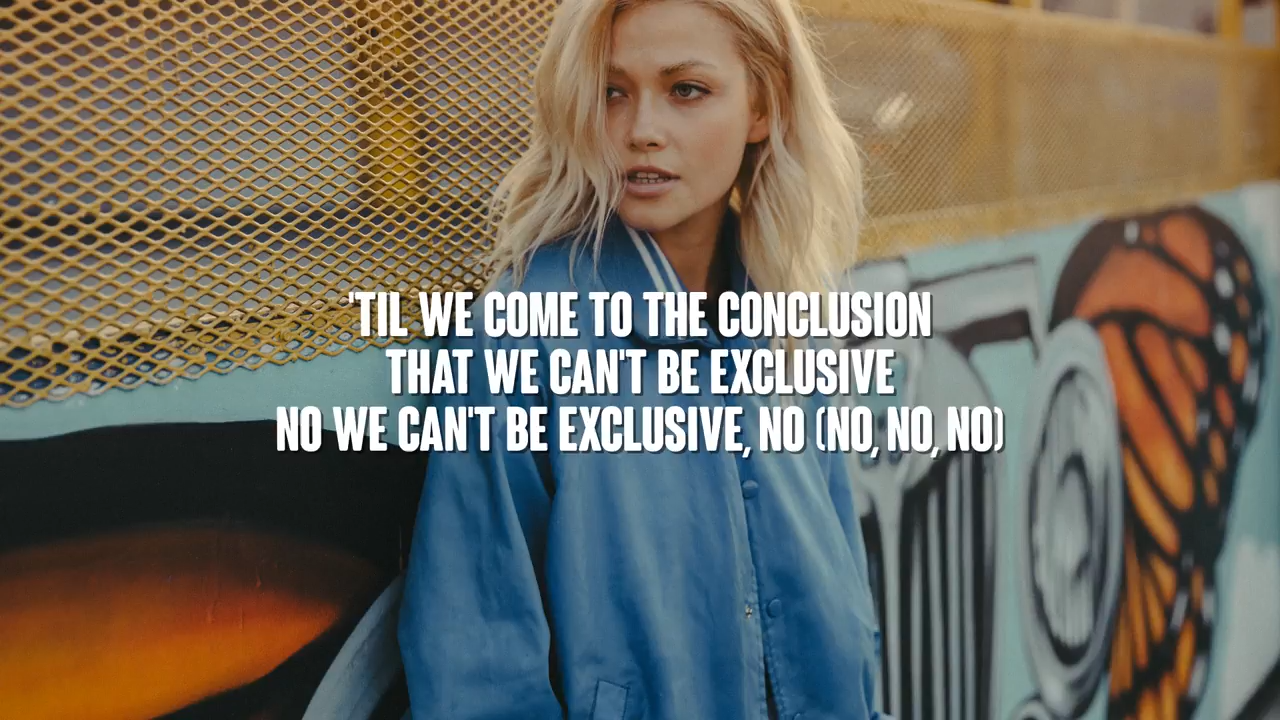 'TIL WE COME TO THE CONCLUSION
THAT WE CAN'T BE EXCLUSIVE
NO WE CAN'T BE EXCLUSIVE, NO (NO, NO, NO)